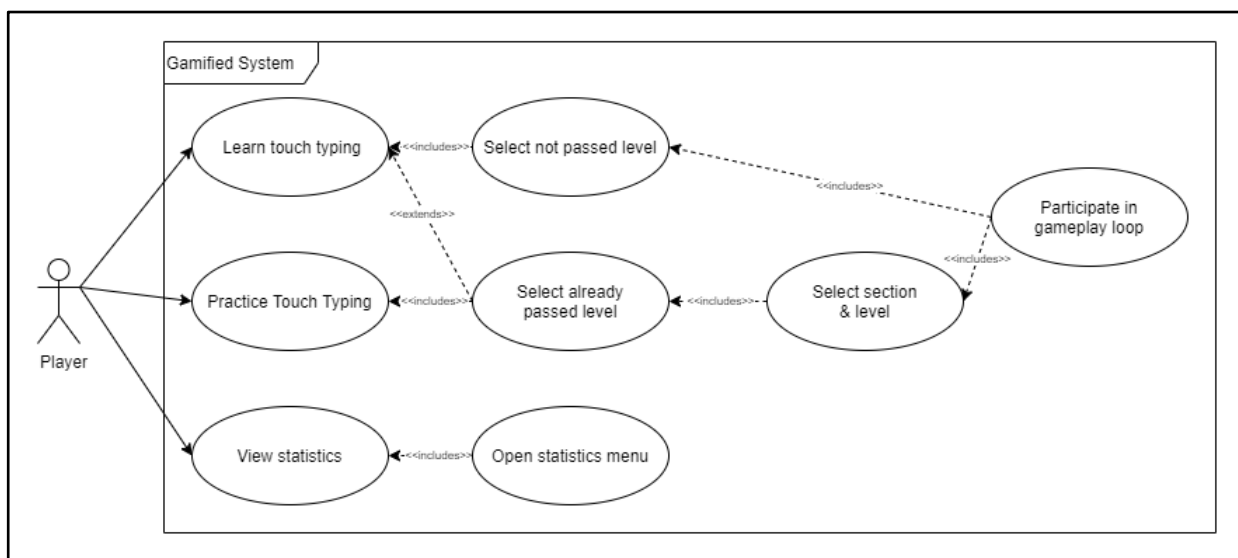 Gamified System
Learn touch typing
<<includes>>
Select not passed level
<<includes>>
Participate in
gameplay loop
<<extends>>
<<includes>>
Practice Touch Typing
<<includes>>
Select already
passed level
<<includes>>
Select section
& level
Player
View statistics
<<includes>>
Open statistics menu